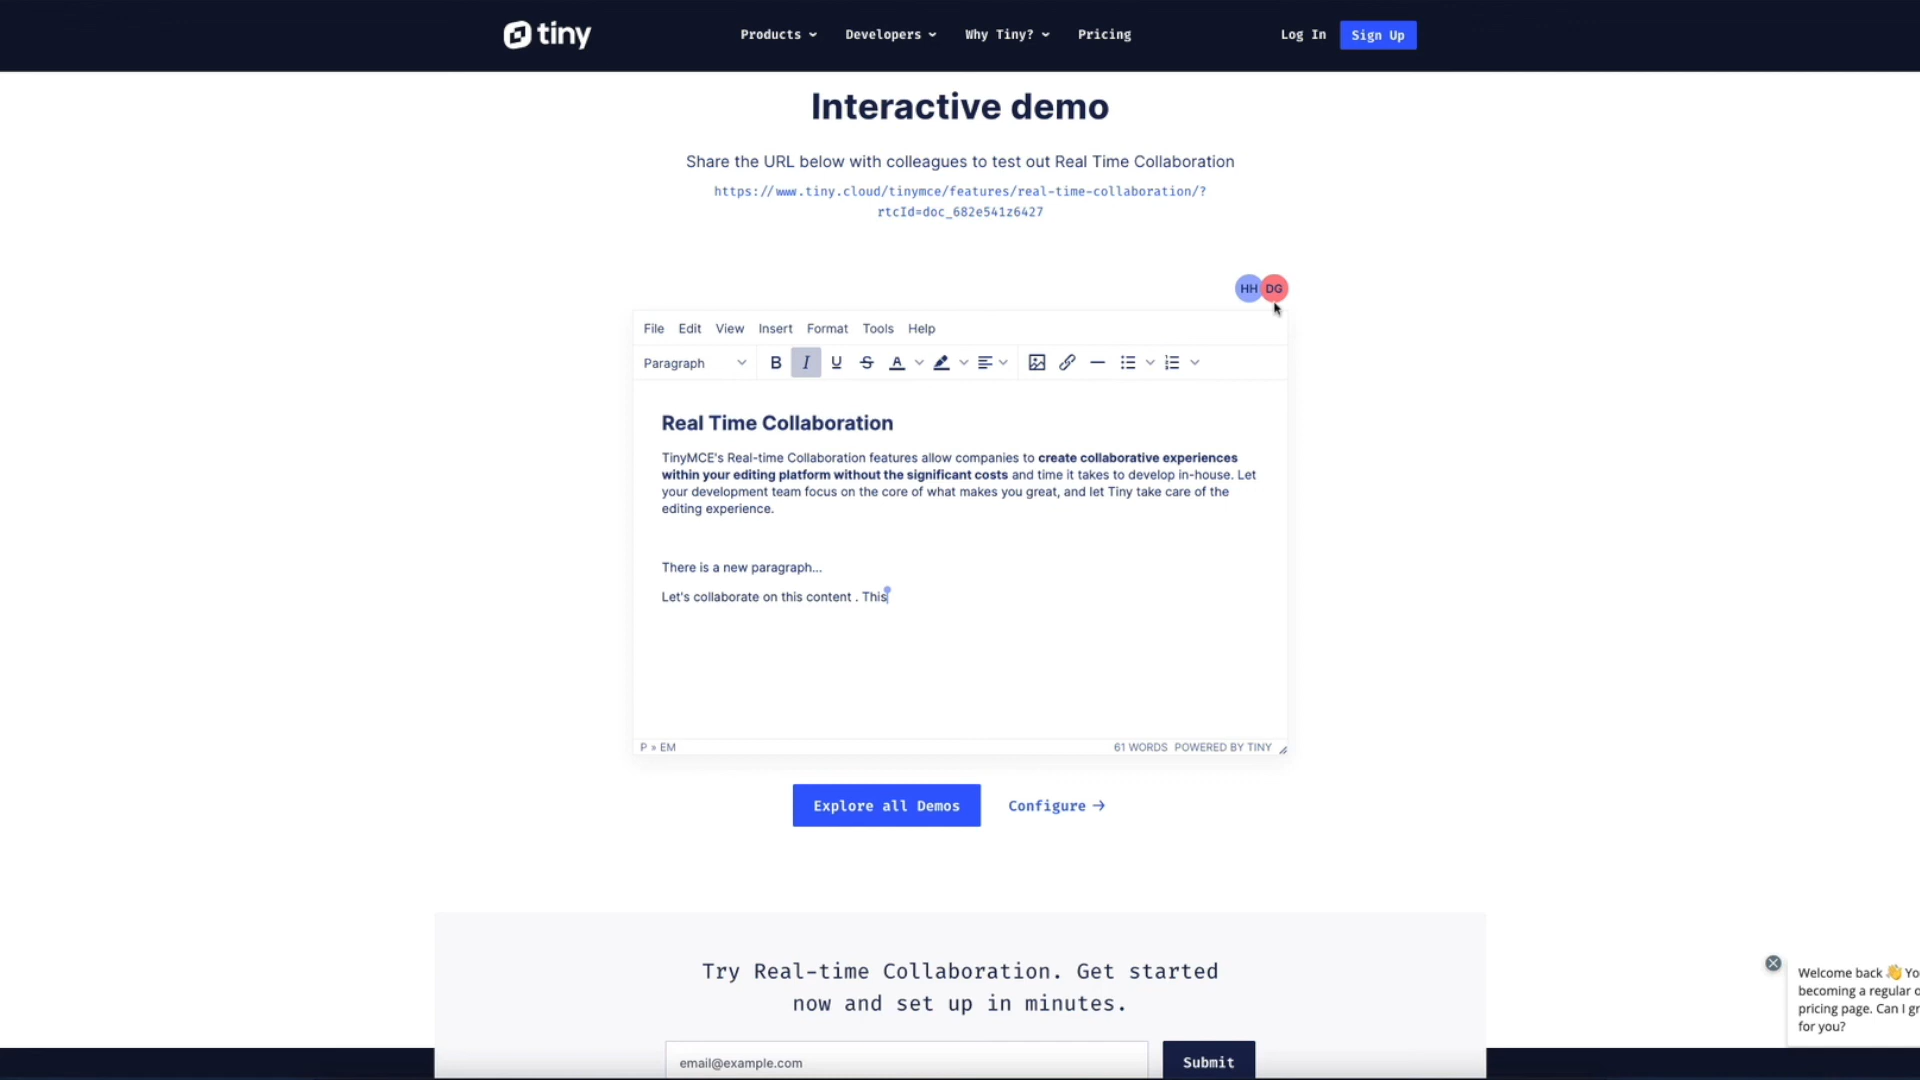 tiny
Products Developers Why Tiny? Pricing Log In Sign Up
Interactive demo
Share the URL below with colleagues to test out Real Time Collaboration
https://www.tiny.cloud/tinymce/features/real-time-collaboration/?
rtcId=doc_682e541z6427
HH DG
File Edit View Insert Format Tools Help
Paragraph B I U S A
Real Time Collaboration
TinyMCE's Real-time Collaboration features allow companies to create collaborative experiences
within your editing platform without the significant costs and time it takes to develop in-house. Let
your development team focus on the core of what makes you great, and let Tiny take care of the
editing experience.
There is a new paragraph...
Let's collaborate on this content . This
P » EM 61 WORDS POWERED BY TINY
Explore all Demos Configure →
Try Real-time Collaboration. Get started
now and set up in minutes.
email@example.com Submit
Welcome back 👋 Yo
becoming a regular o
pricing page. Can I gr
for you?